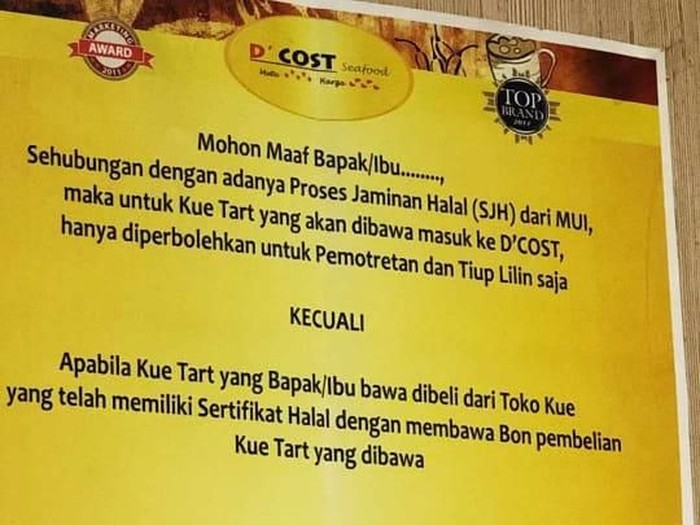 MARKETING
AWARD
2011
D' COST
Seafood
TOP
BRAND
Mohon Maaf Bapak/Ibu........,
Sehubungan dengan adanya Proses Jaminan Halal (SJH) dari MUI,
maka untuk Kue Tart yang akan dibawa masuk ke D'COST,
hanya diperbolehkan untuk Pemotretan dan Tiup Lilin saja
KECUALI
Apabila Kue Tart yang Bapak/Ibu bawa dibeli dari Toko Kue
yang telah memiliki Sertifikat Halal dengan membawa Bon pembelian
Kue Tart yang dibawa